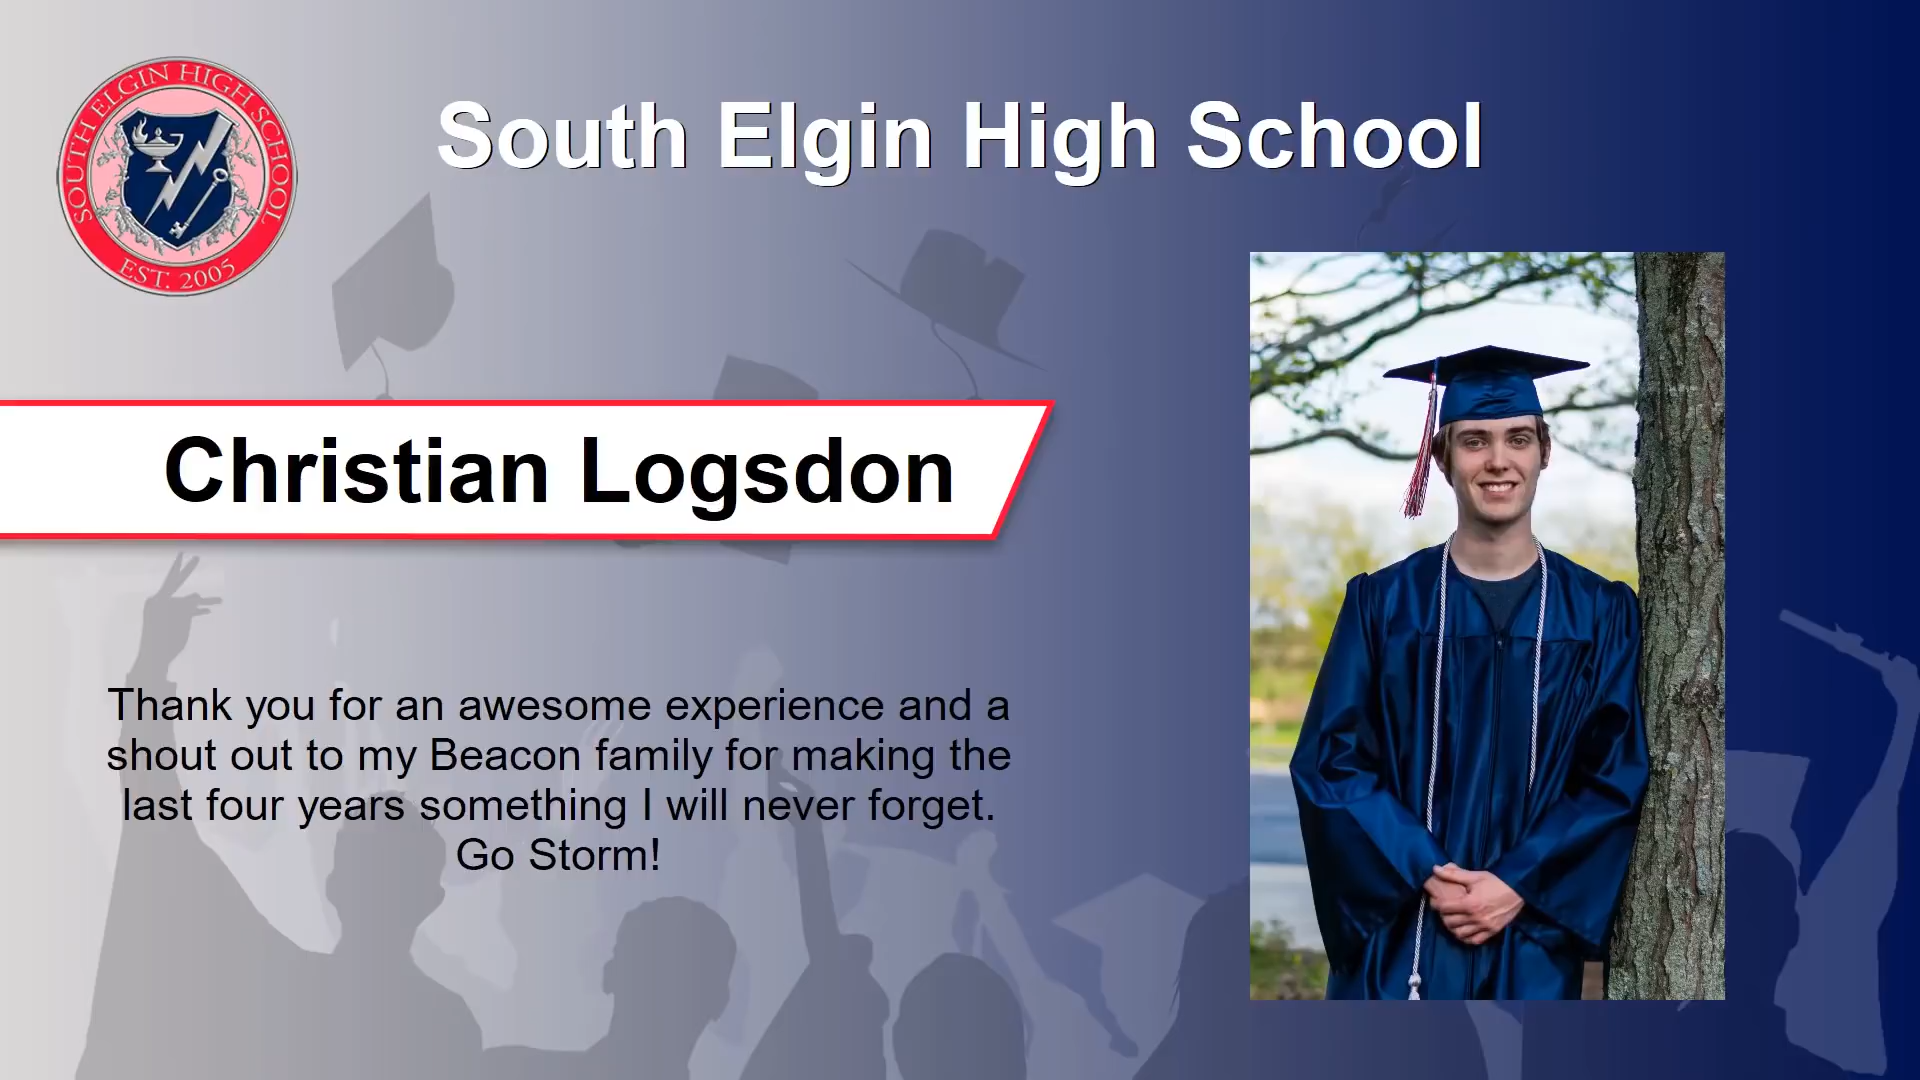 SOUTH ELGIN HIGH SCHOOL
EST. 2005
South Elgin High School
Christian Logsdon
Thank you for an awesome experience and a
shout out to my Beacon family for making the
last four years something I will never forget.
Go Storm!